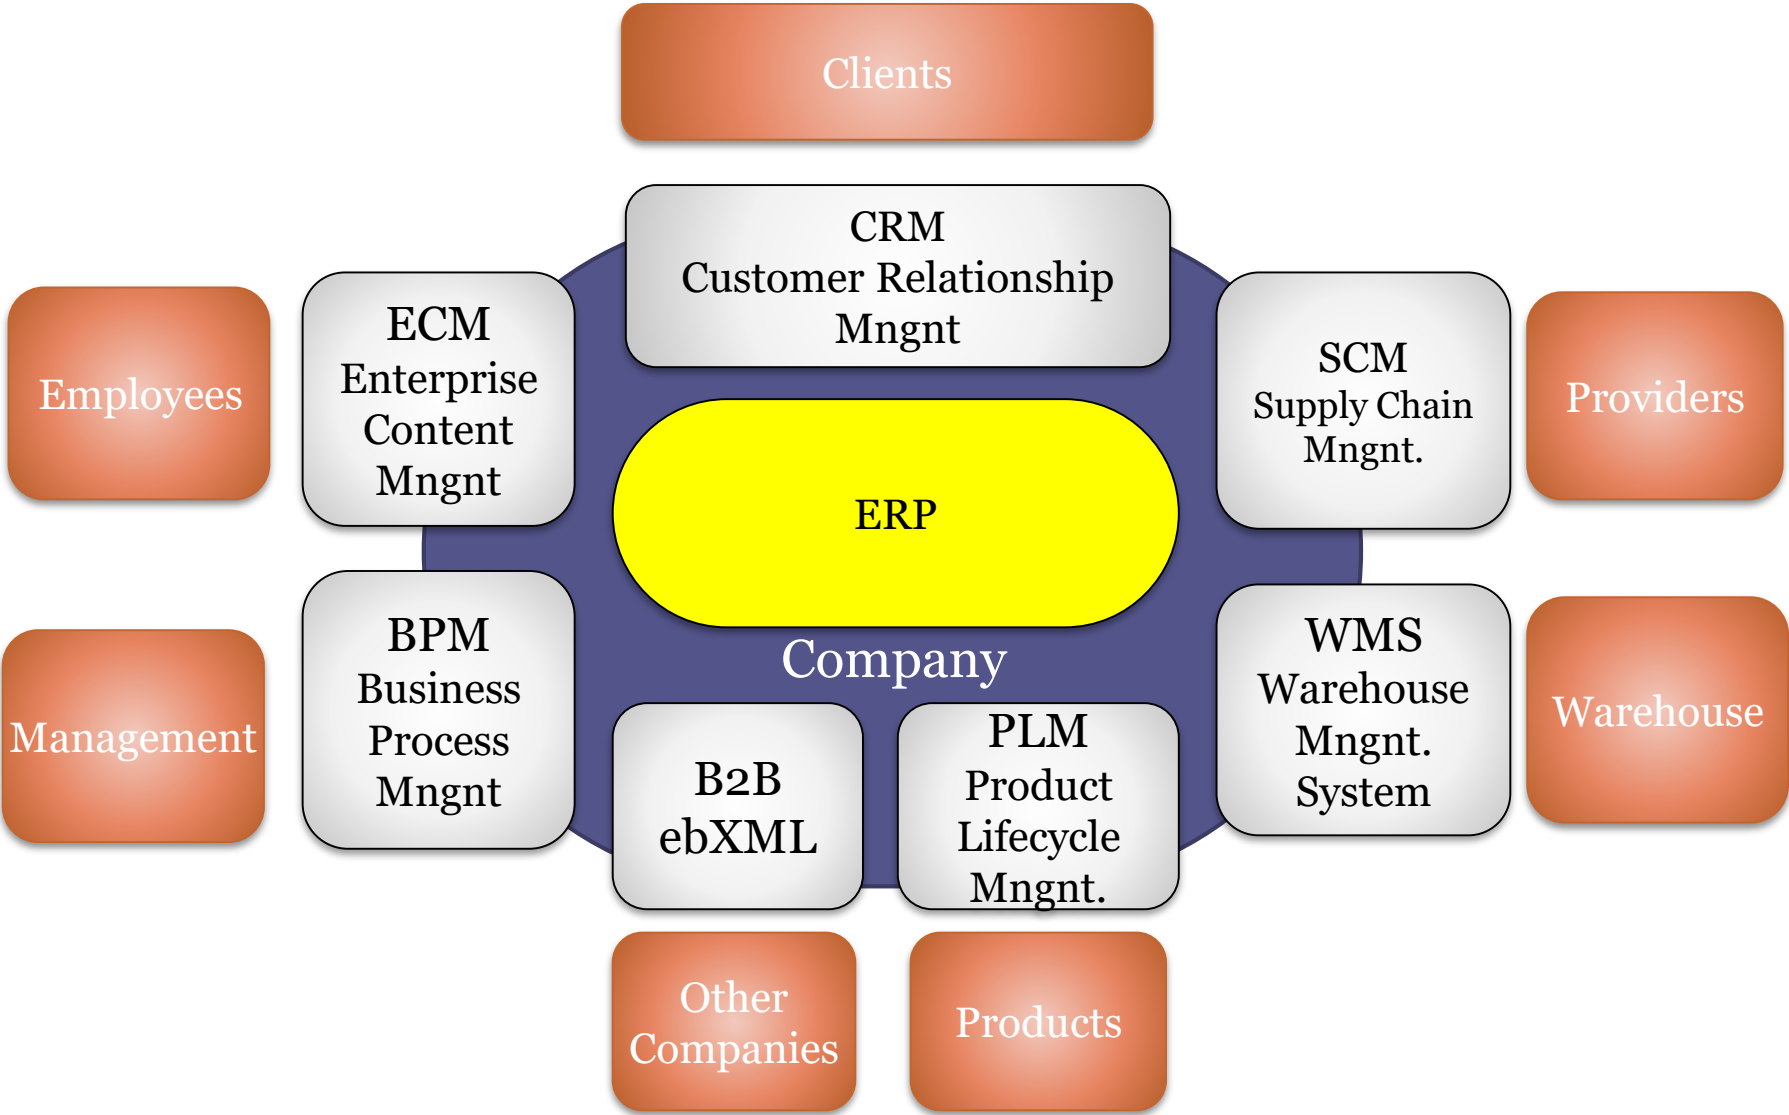 Clients
CRM
Customer Relationship
Mngnt
Employees
ECM
Enterprise
Content
Mngnt
ERP
SCM
Supply Chain
Mngnt.
Providers
Management
BPM
Business
Process
Mngnt
Company
B2B
ebXML
PLM
Product
Lifecycle
Mngnt.
WMS
Warehouse
Mngnt.
System
Warehouse
Other
Companies
Products